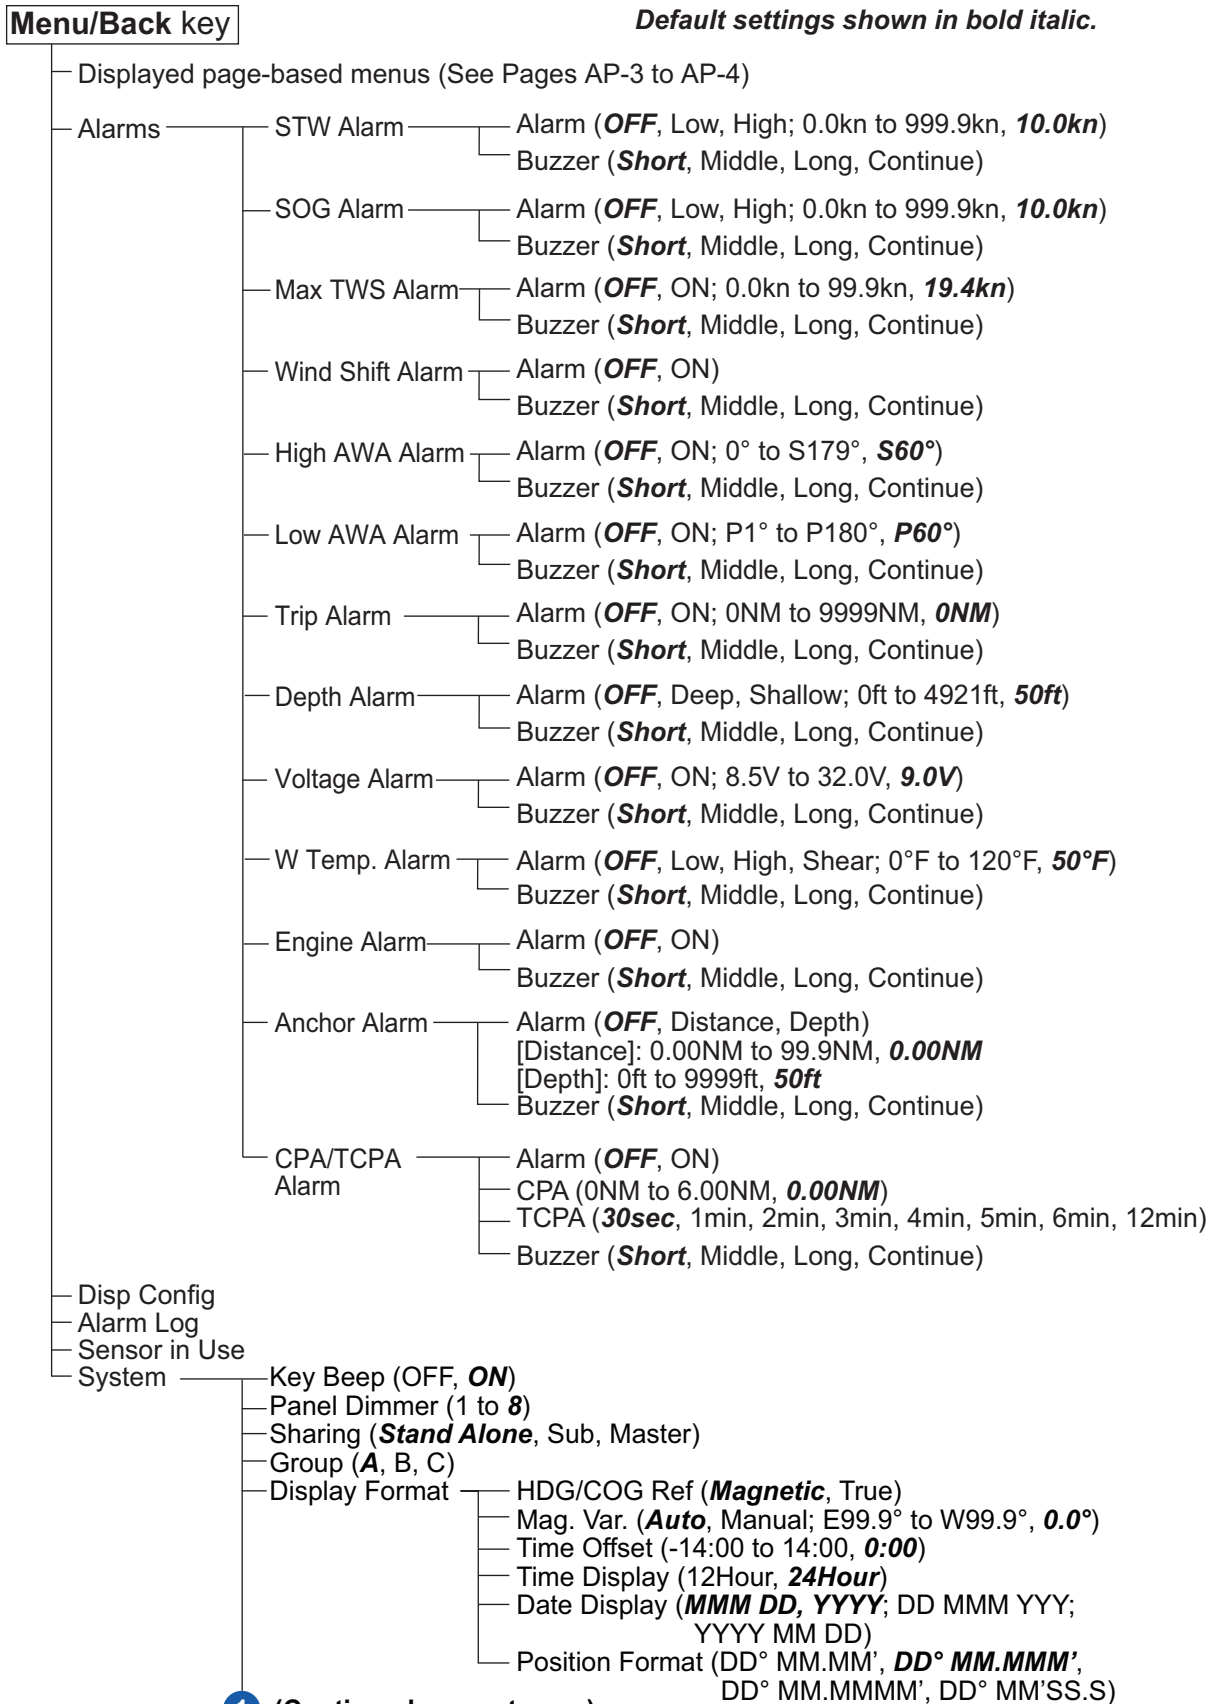 Menu/Back key
Default settings shown in bold italic.
Displayed page-based menus (See Pages AP-3 to AP-4)
Alarms
STW Alarm
Alarm (OFF, Low, High; 0.0kn to 999.9kn, 10.0kn)
Buzzer (Short, Middle, Long, Continue)
SOG Alarm
Alarm (OFF, Low, High; 0.0kn to 999.9kn, 10.0kn)
Buzzer (Short, Middle, Long, Continue)
Max TWS Alarm
Alarm (OFF, ON; 0.0kn to 99.9kn, 19.4kn)
Buzzer (Short, Middle, Long, Continue)
Wind Shift Alarm
Alarm (OFF, ON)
Buzzer (Short, Middle, Long, Continue)
High AWA Alarm
Alarm (OFF, ON; 0° to S179°, S60°)
Buzzer (Short, Middle, Long, Continue)
Low AWA Alarm
Alarm (OFF, ON; P1° to P180°, P60°)
Buzzer (Short, Middle, Long, Continue)
Trip Alarm
Alarm (OFF, ON; 0NM to 9999NM, 0NM)
Buzzer (Short, Middle, Long, Continue)
Depth Alarm
Alarm (OFF, Deep, Shallow; 0ft to 4921ft, 50ft)
Buzzer (Short, Middle, Long, Continue)
Voltage Alarm
Alarm (OFF, ON; 8.5V to 32.0V, 9.0V)
Buzzer (Short, Middle, Long, Continue)
W Temp. Alarm
Alarm (OFF, Low, High, Shear; 0°F to 120°F, 50°F)
Buzzer (Short, Middle, Long, Continue)
Engine Alarm
Alarm (OFF, ON)
Buzzer (Short, Middle, Long, Continue)
Anchor Alarm
Alarm (OFF, Distance, Depth)
[Distance]: 0.00NM to 99.9NM, 0.00NM
[Depth]: 0ft to 9999ft, 50ft
Buzzer (Short, Middle, Long, Continue)
CPA/TCPA
Alarm
Alarm (OFF, ON)
CPA (0NM to 6.00NM, 0.00NM)
TCPA (30sec, 1min, 2min, 3min, 4min, 5min, 6min, 12min)
Buzzer (Short, Middle, Long, Continue)
Disp Config
Alarm Log
Sensor in Use
System
Key Beep (OFF, ON)
Panel Dimmer (1 to 8)
Sharing (Stand Alone, Sub, Master)
Group (A, B, C)
Display Format
HDG/COG Ref (Magnetic, True)
Mag. Var. (Auto, Manual; E99.9° to W99.9°, 0.0°)
Time Offset (-14:00 to 14:00, 0:00)
Time Display (12Hour, 24Hour)
Date Display (MMM DD, YYYY; DD MMM YYY;
YYYY MM DD)
Position Format (DD° MM.MM’, DD° MM.MMM’,
DD° MM.MMMM’, DD° MM’SS.S)